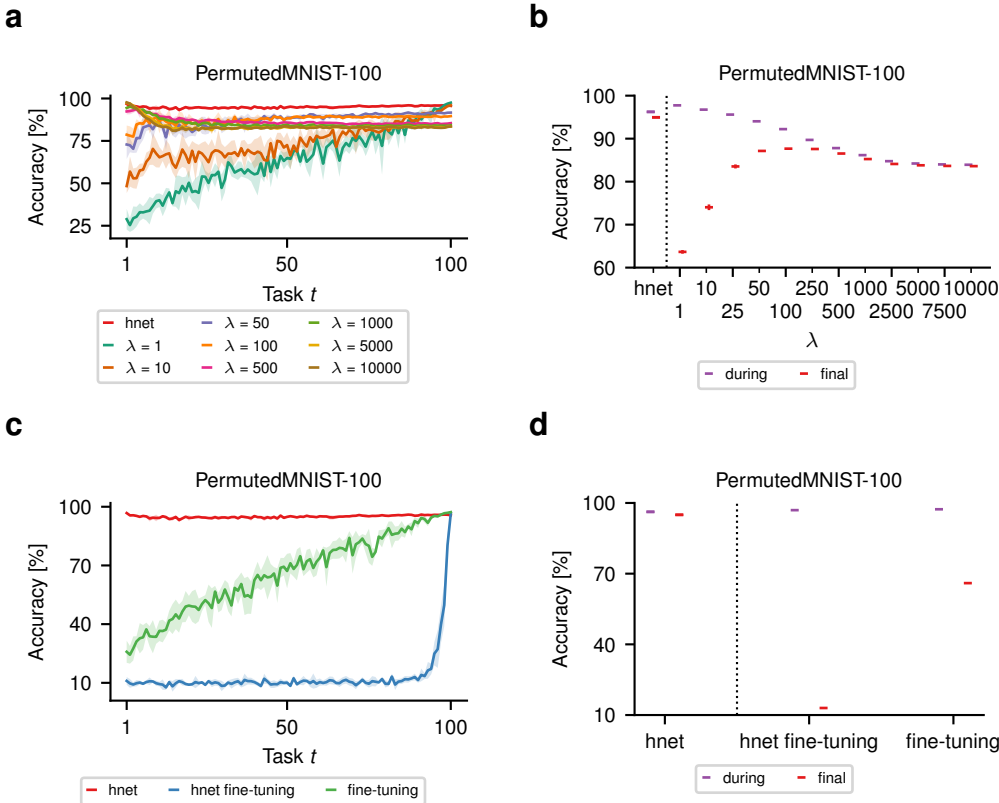 a
PermutedMNIST-100
Accuracy [%]
100
75
50
25
1
50
100
Task t
hnet
λ = 1
λ = 10
λ = 50
λ = 100
λ = 500
λ = 1000
λ = 5000
λ = 10000
b
PermutedMNIST-100
Accuracy [%]
100
90
80
70
60
hnet 10 50 250 1000 5000 10000
1 25 100 500 2500 7500
λ
during final
c
PermutedMNIST-100
Accuracy [%]
100
70
40
10
1
50
100
Task t
hnet hnet fine-tuning fine-tuning
d
PermutedMNIST-100
Accuracy [%]
100
70
40
10
hnet hnet fine-tuning fine-tuning
during final